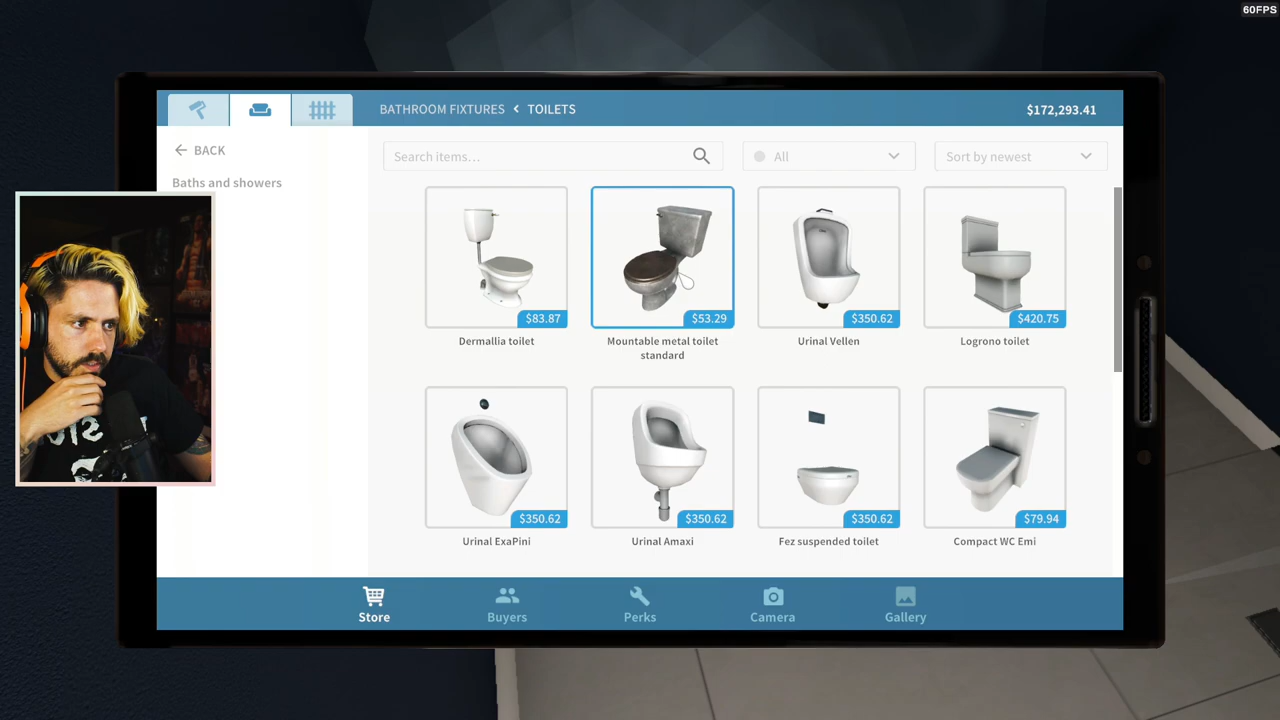 60FPS
BATHROOM FIXTURES < TOILETS
$172,293.41
BACK
Baths and showers
Search items...
All
Sort by newest
$83.87
$53.29
$350.62
$420.75
Dermallia toilet
Mountable metal toilet
standard
Urinal Vellen
Logrono toilet
$350.62
$350.62
$350.62
$79.94
Urinal ExaPini
Urinal Amaxi
Fez suspended toilet
Compact WC Emi
Store
Buyers
Perks
Camera
Gallery